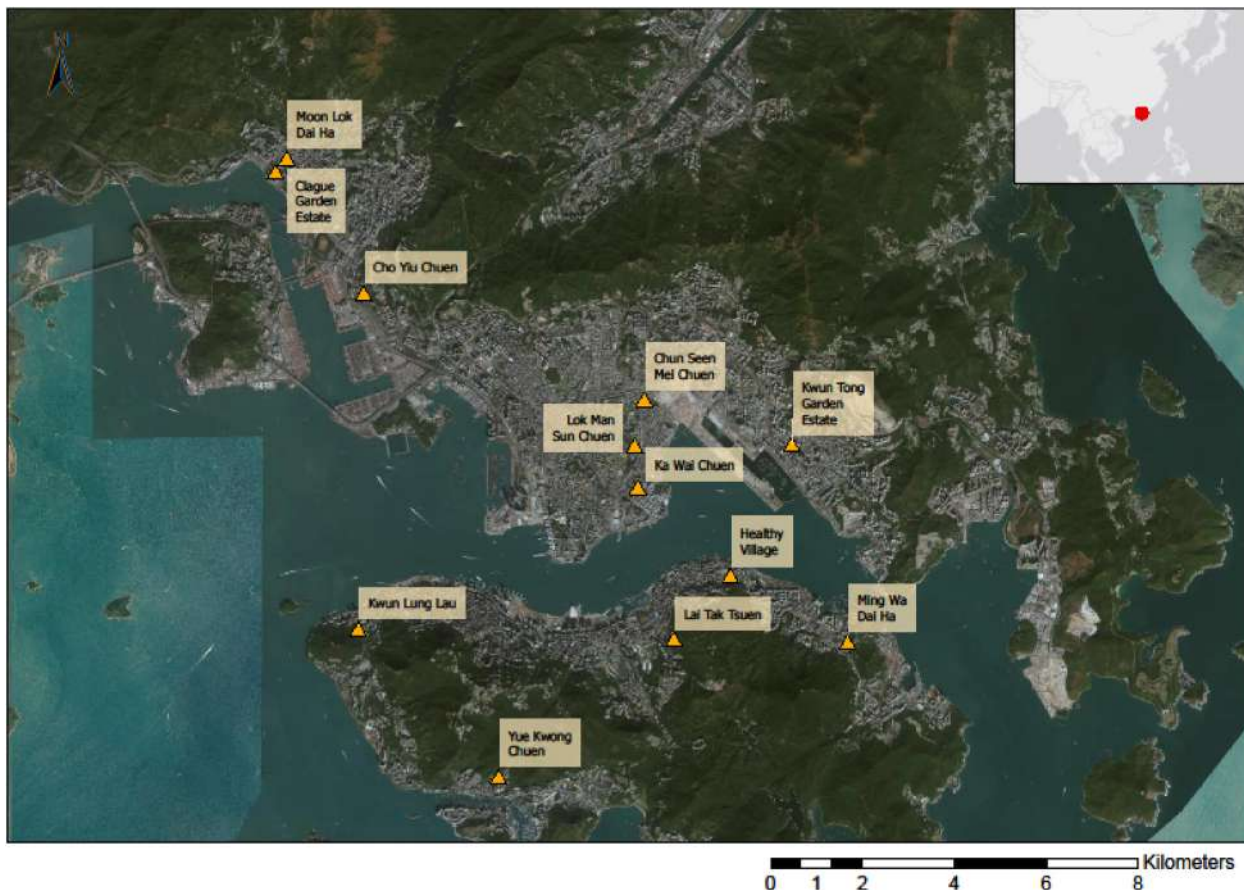 N
Moon Lok
Dai Ha
Clague
Garden
Estate
Cho Yiu Chuen
Chun Seen
Mei Chuen
Kwun Tong
Garden
Estate
Lok Man
Sun Chuen
Ka Wai Chuen
Healthy
Village
Kwun Lung Lau
Lai Tak Tsuen
Ming Wa
Dai Ha
Yue Kwong
Chuen
Kilometers
0 1 2 4 6 8